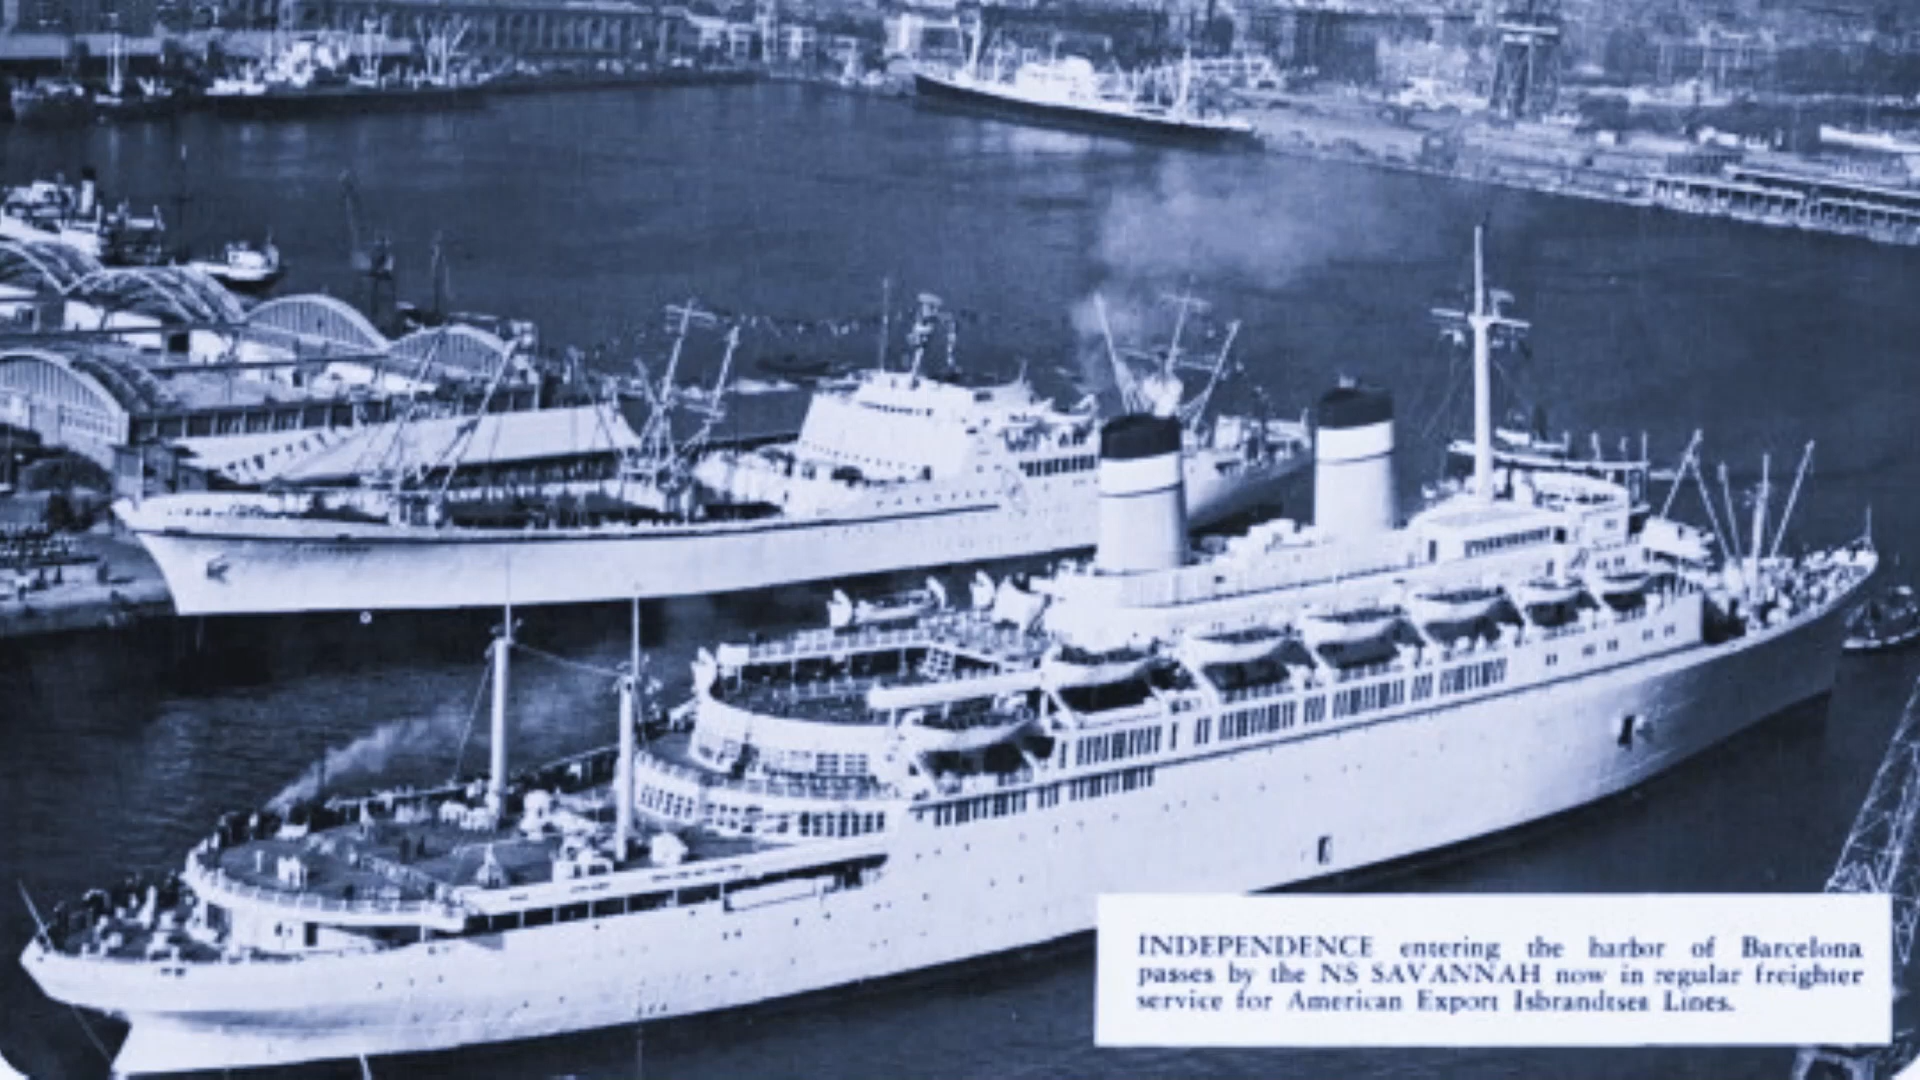 INDEPENDENCE entering the harbor of Barcelona
passes by the NS SAVANNAH now in regular freighter
service for American Export Isbrandtsen Lines.